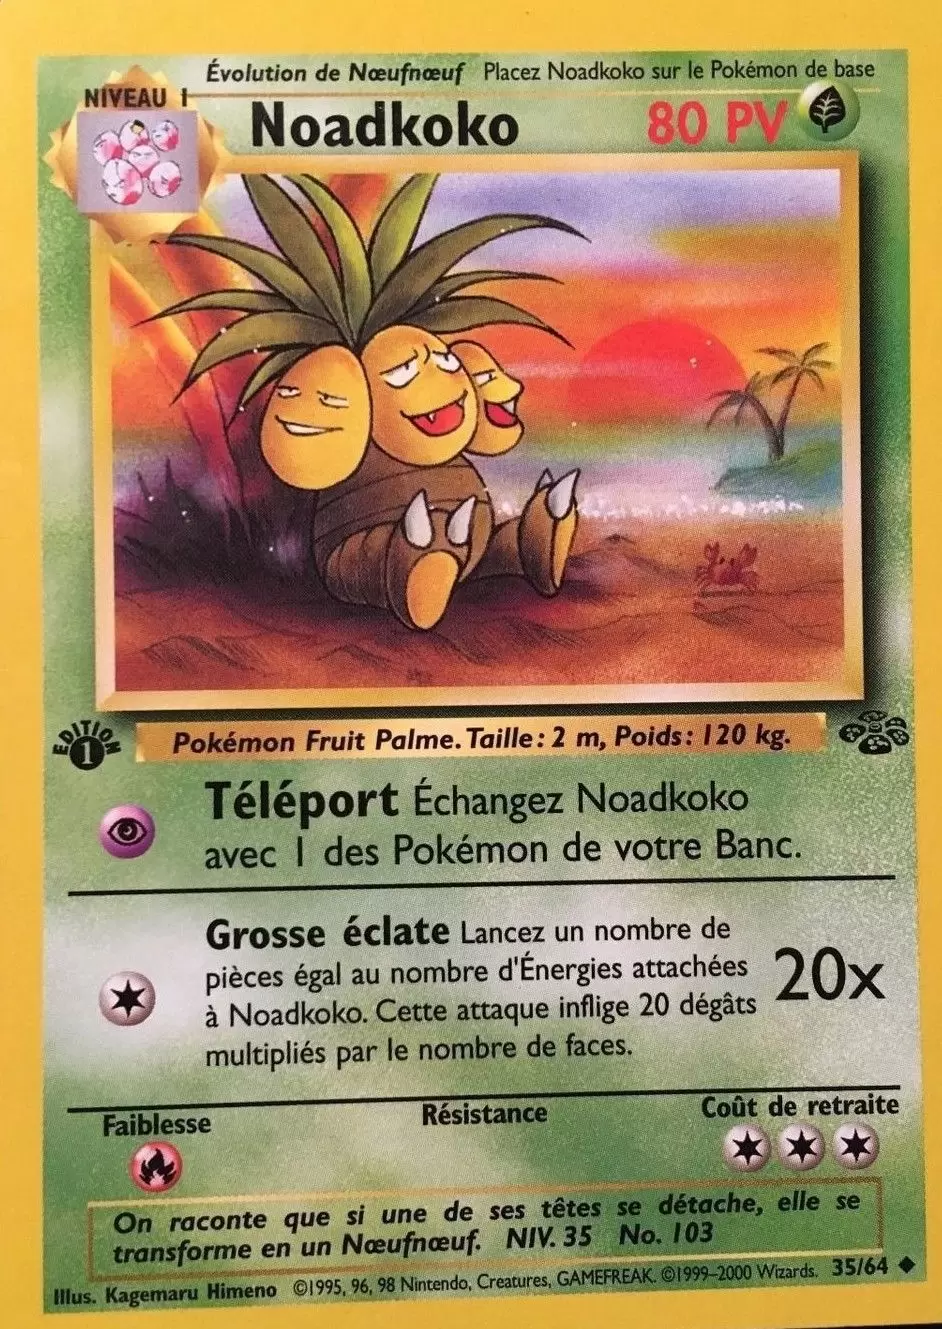 Évolution de Nœufnœuf Placez Noadkoko sur le Pokémon de base
NIVEAU 1
Noadkoko 80 PV
EDITION
1
Pokémon Fruit Palme. Taille: 2 m, Poids: 120 kg.
Téléport Échangez Noadkoko
avec 1 des Pokémon de votre Banc.
Grosse éclate Lancez un nombre de
pièces égal au nombre d'Énergies attachées
à Noadkoko. Cette attaque inflige 20 dégâts
multipliés par le nombre de faces.
20x
Faiblesse Résistance Coût de retraite
On raconte que si une de ses têtes se détache, elle se
transforme en un Nœufnœuf. NIV. 35 No. 103
Illus. Kagemaru Himeno ©1995, 96, 98 Nintendo, Creatures, GAMEFREAK. ©1999–2000 Wizards. 35/64